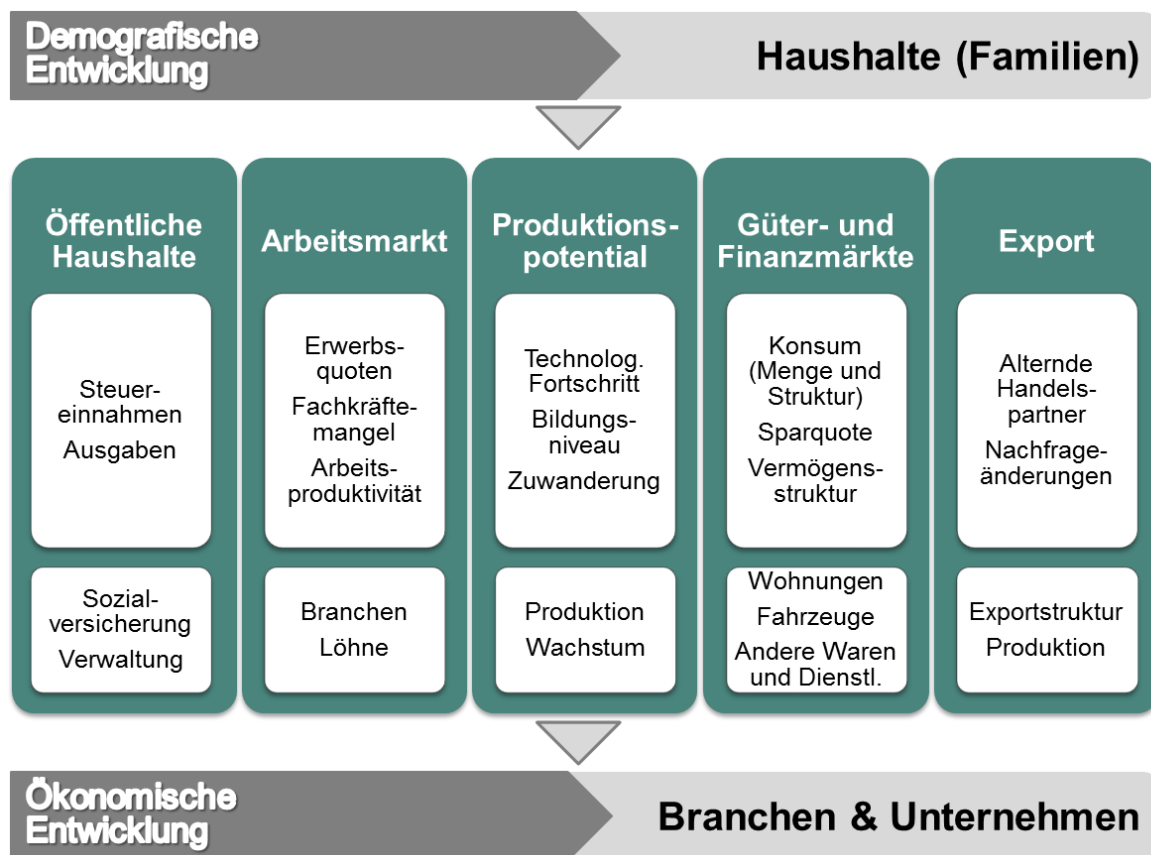 Demografische
Entwicklung
Haushalte (Familien)
Öffentliche
Haushalte
Steuer-
einnahmen
Ausgaben
Sozial-
versicherung
Verwaltung
Arbeitsmarkt
Erwerbs-
quoten
Fachkräfte-
mangel
Arbeits-
produktivität
Branchen
Löhne
Produktions-
potential
Technolog.
Fortschritt
Bildungs-
niveau
Zuwanderung
Produktion
Wachstum
Güter- und
Finanzmärkte
Konsum
(Menge und
Struktur)
Sparquote
Vermögens-
struktur
Wohnungen
Fahrzeuge
Andere Waren
und Dienstl.
Export
Alternde
Handels-
partner
Nachfrage-
änderungen
Exportstruktur
Produktion
Ökonomische
Entwicklung
Branchen & Unternehmen